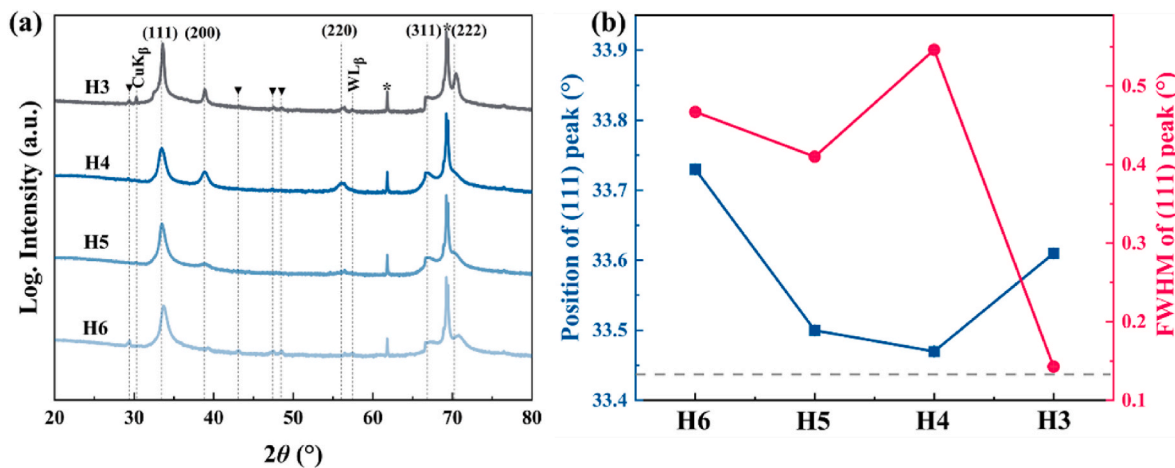 (a)
Log. Intensity (a.u.)
CuKβ
(111)
(200)
(220)
WLβ
(311)
*
(222)
*
H3
H4
H5
H6
20 30 40 50 60 70 80
2θ (°)
(b)
Position of (111) peak (°)
33.9
33.8
33.7
33.6
33.5
33.4
H6 H5 H4 H3
0.5
0.4
0.3
0.2
0.1
FWHM of (111) peak (°)